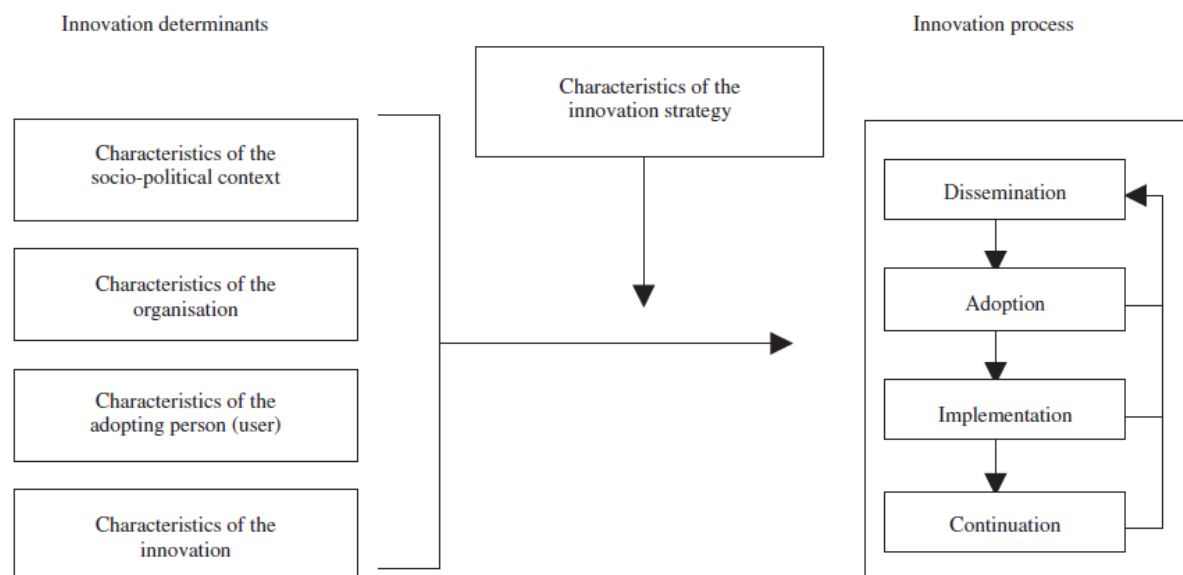 Innovation determinants
Innovation process
Characteristics of the
innovation strategy
Characteristics of the
socio-political context
Characteristics of the
organisation
Characteristics of the
adopting person (user)
Characteristics of the
innovation
Dissemination
Adoption
Implementation
Continuation